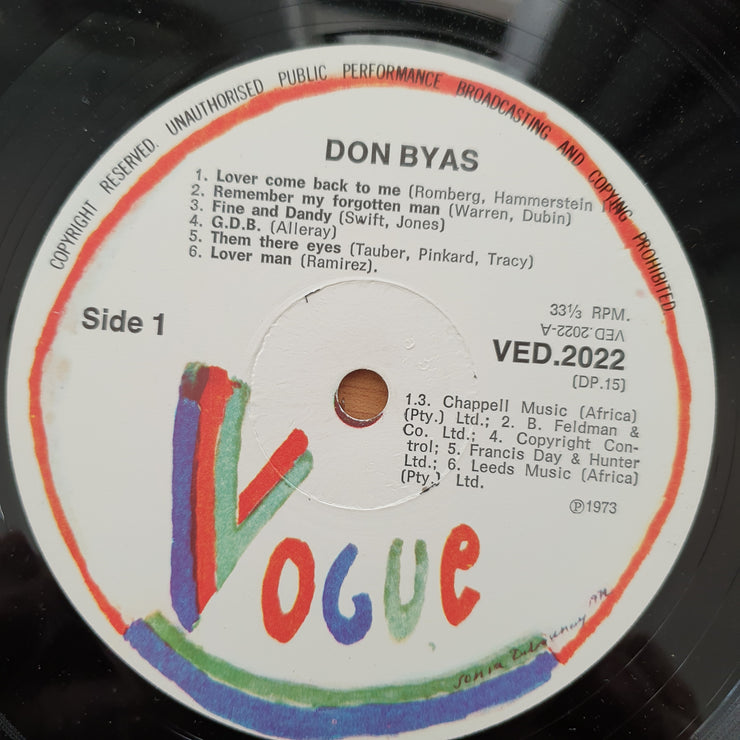 COPYRIGHT RESERVED. UNAUTHORISED PUBLIC PERFORMANCE BROADCASTING AND COPYING PROHIBITED
DON BYAS
1. Lover come back to me (Romberg, Hammerstein
2. Remember my forgotten man (Warren, Dubin)
3. Fine and Dandy (Swift, Jones)
4. G.D.B. (Alleray)
5. Them there eyes (Tauber, Pinkard, Tracy)
6. Lover man (Ramirez).
Side 1
33⅓ RPM.
VED.2022-A
VED.2022
(DP.15)
1.3. Chappell Music (Africa)
(Pty.) Ltd.; 2. B. Feldman &
Co. Ltd.; 4. Copyright Con-
trol; 5. Francis Day & Hunter
Ltd.; 6. Leeds Music (Africa)
(Pty.) Ltd.
℗1973
VOGUE
Sonia Delaunay